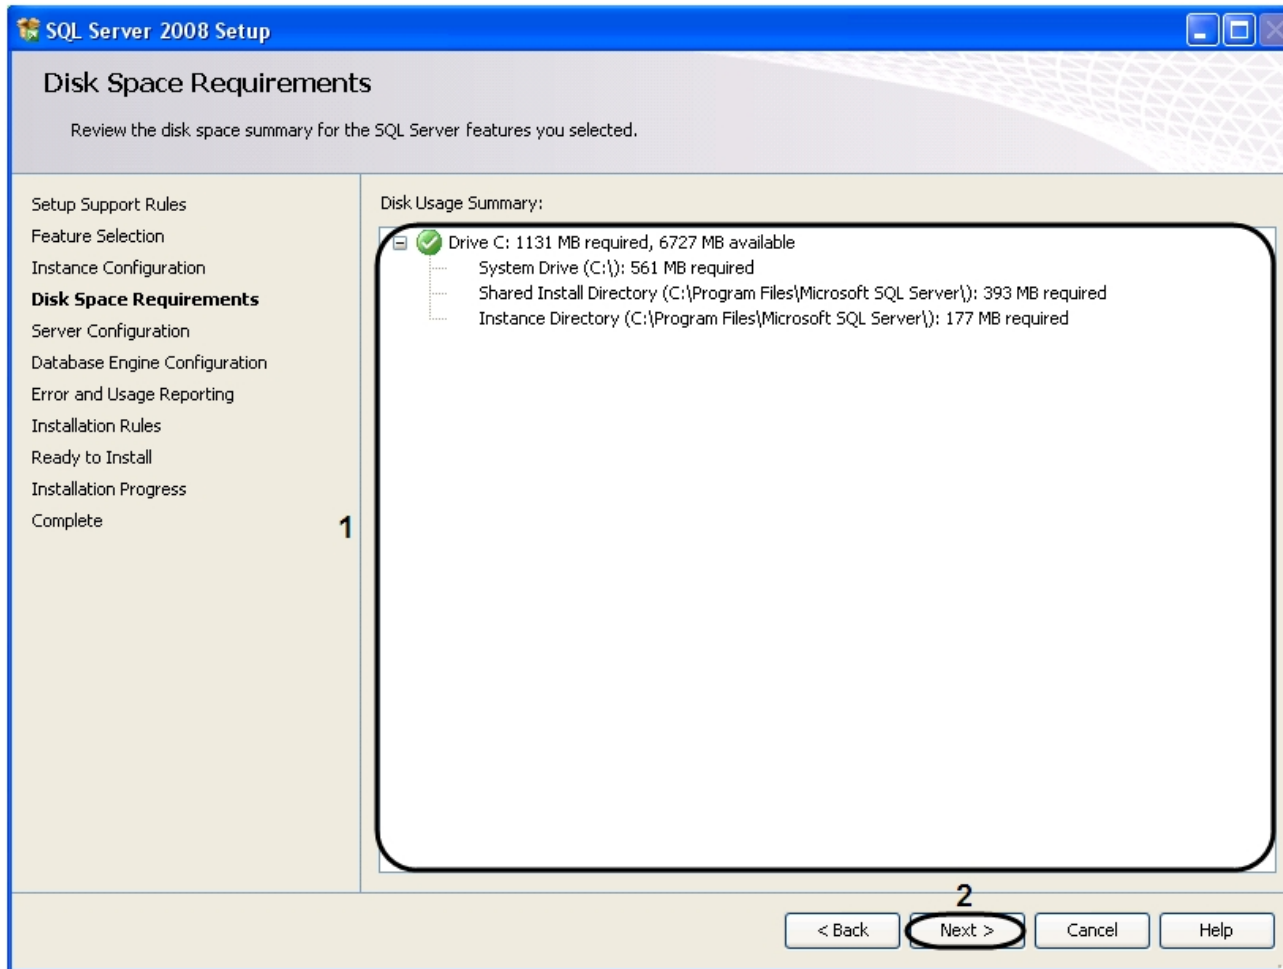 SQL Server 2008 Setup
Disk Space Requirements
Review the disk space summary for the SQL Server features you selected.
Setup Support Rules
Feature Selection
Instance Configuration
Disk Space Requirements
Server Configuration
Database Engine Configuration
Error and Usage Reporting
Installation Rules
Ready to Install
Installation Progress
Complete
1
Disk Usage Summary:
Drive C: 1131 MB required, 6727 MB available
System Drive (C:\): 561 MB required
Shared Install Directory (C:\Program Files\Microsoft SQL Server\): 393 MB required
Instance Directory (C:\Program Files\Microsoft SQL Server\): 177 MB required
2
< Back
Next >
Cancel
Help